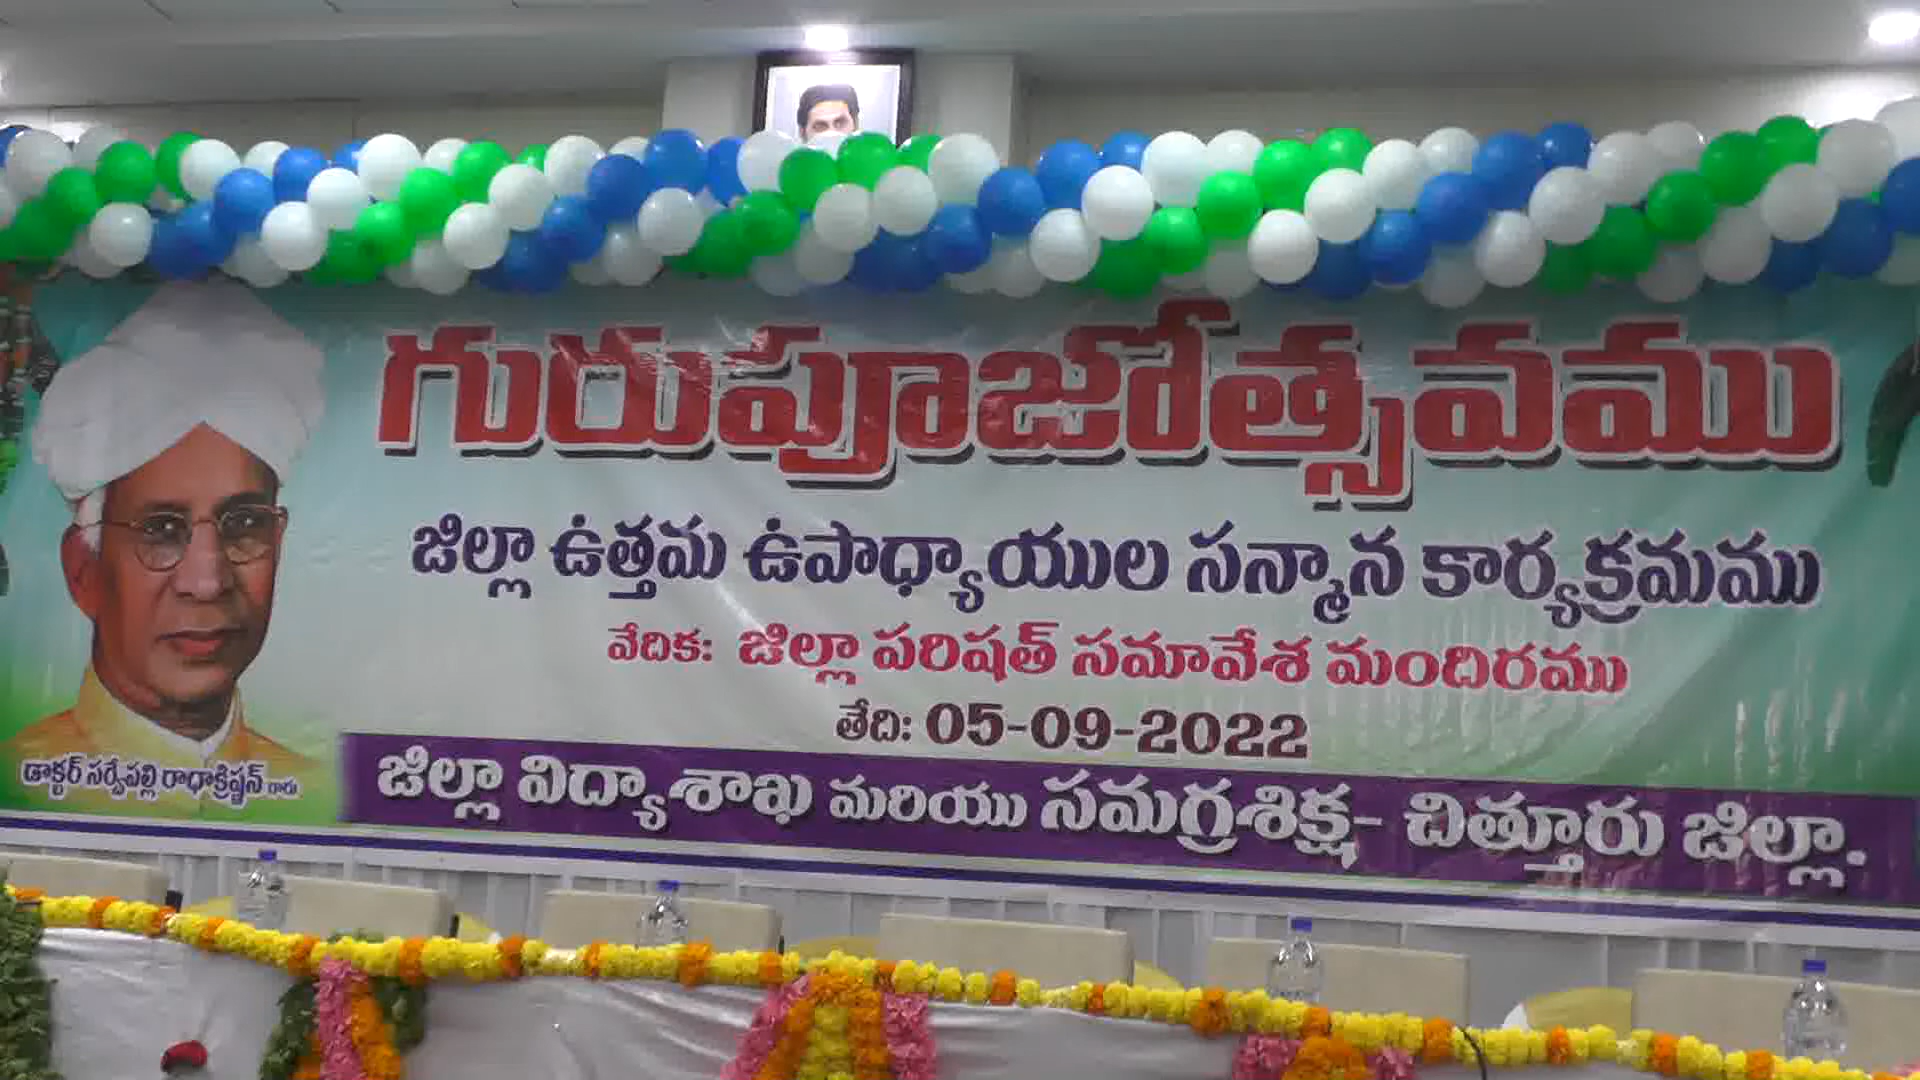 గురుపూజోత్సవము
జిల్లా ఉత్తమ ఉపాధ్యాయుల సన్మాన కార్యక్రమము
వేదిక: జిల్లా పరిషత్ సమావేశ మందిరము
తేది: 05-09-2022
డాక్టర్ సర్వేపల్లి రాధాక్రిష్ణన్ గారు
జిల్లా విద్యాశాఖ మరియు సమగ్రశిక్ష- చిత్తూరు జిల్లా.